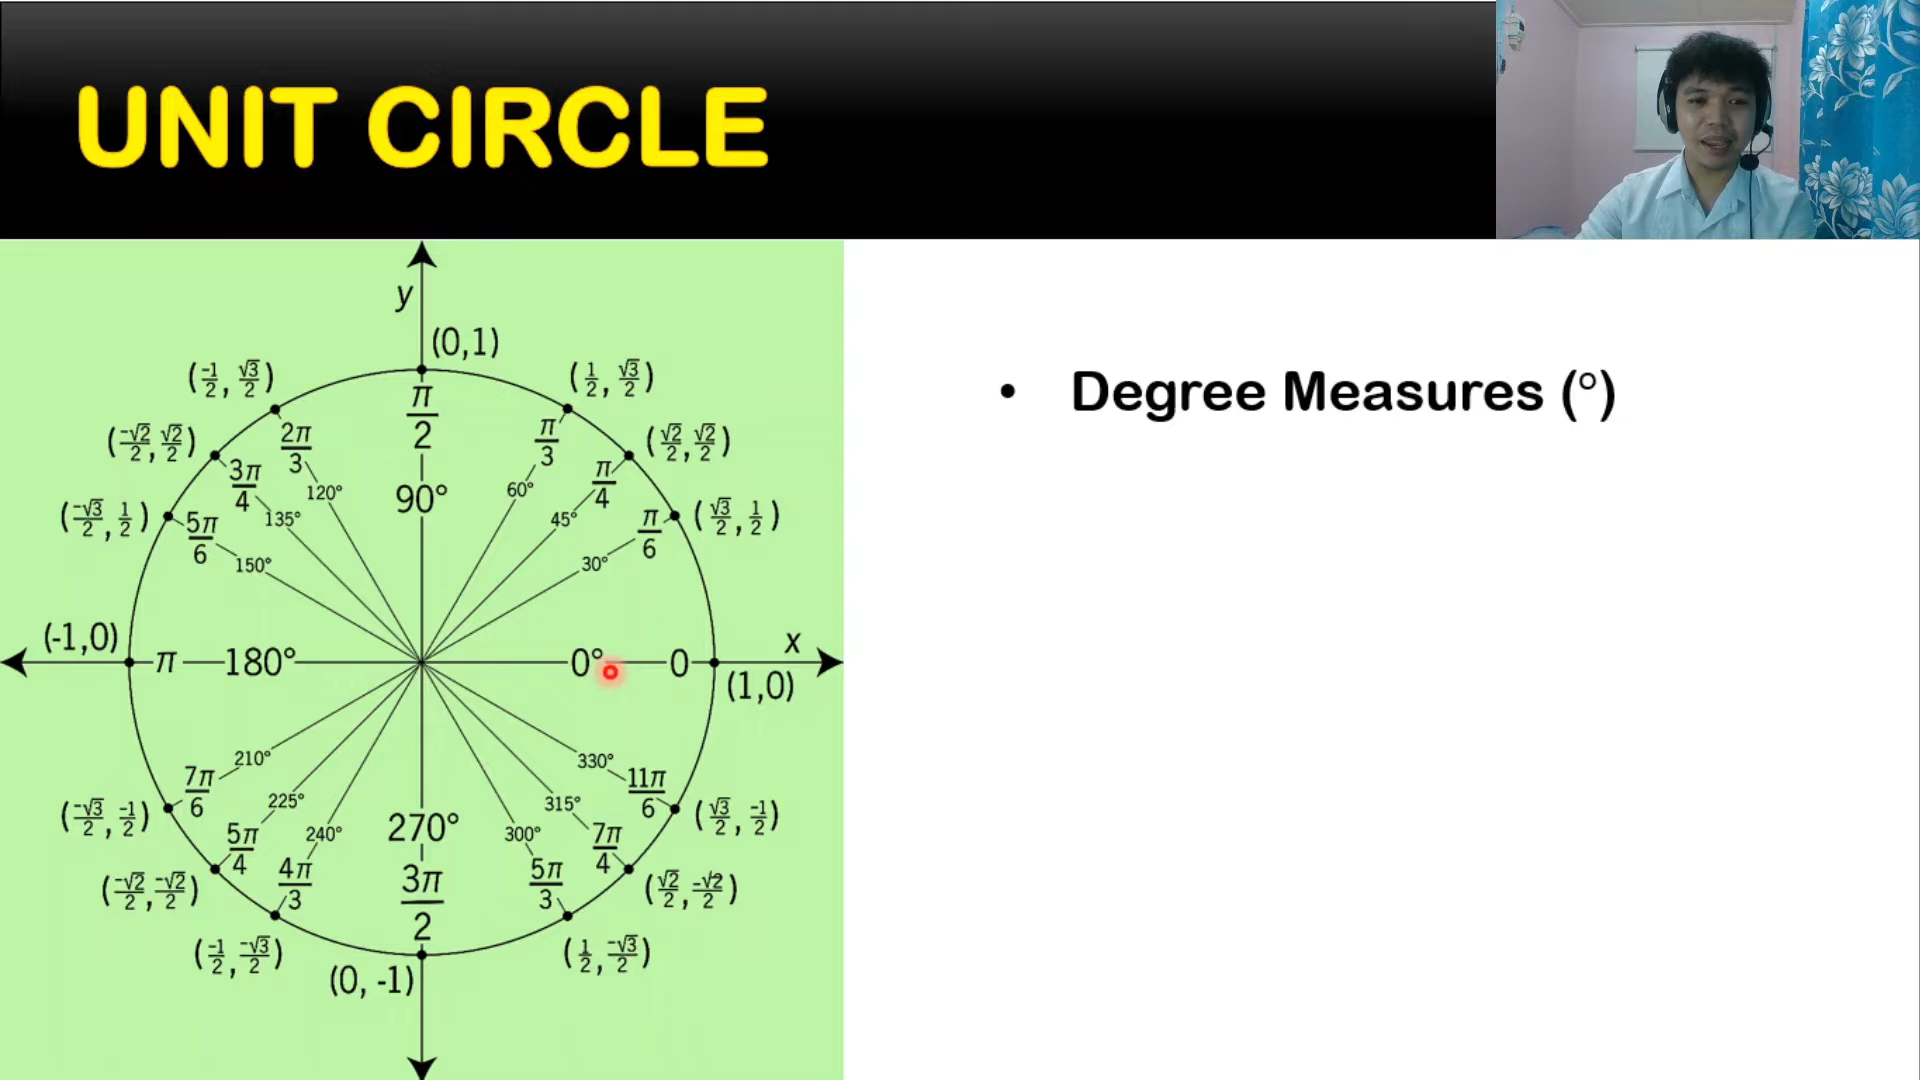 UNIT CIRCLE
• Degree Measures (°)
y
(0,1)
(-1/2, √3/2)
(1/2, √3/2)
π/2
(-√2/2, √2/2)
2π/3
π/3
(√2/2, √2/2)
3π/4
120°
90°
60°
π/4
(-√3/2, 1/2)
5π/6
135°
45°
π/6
(√3/2, 1/2)
150°
30°
(-1,0)
x
π
180°
0°
0
(1,0)
210°
330°
7π/6
11π/6
(-√3/2, -1/2)
225°
315°
(√3/2, -1/2)
5π/4
240°
270°
300°
7π/4
(-√2/2, -√2/2)
4π/3
3π/2
5π/3
(√2/2, -√2/2)
(-1/2, -√3/2)
(1/2, -√3/2)
(0, -1)